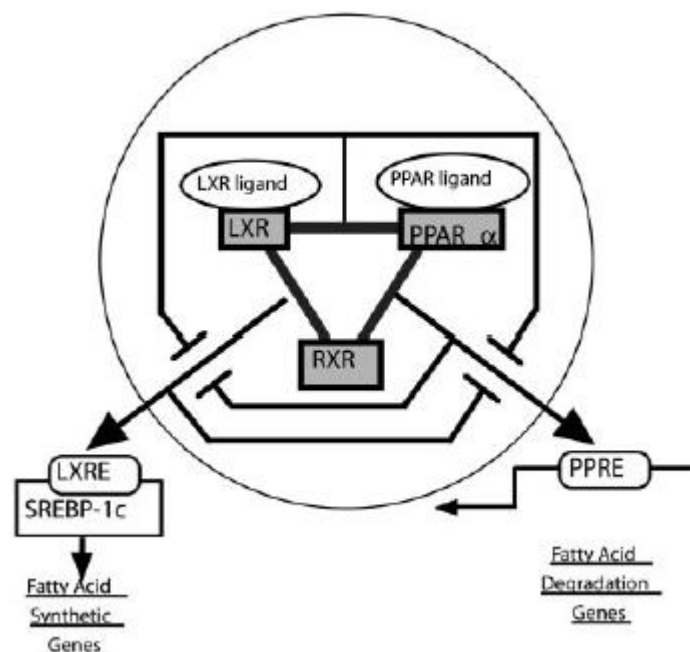 LXR ligand
PPAR ligand
LXR
PPAR α
RXR
LXRE
SREBP-1c
PPRE
Fatty Acid
Synthetic
Genes
Fatty Acid
Degradation
Genes